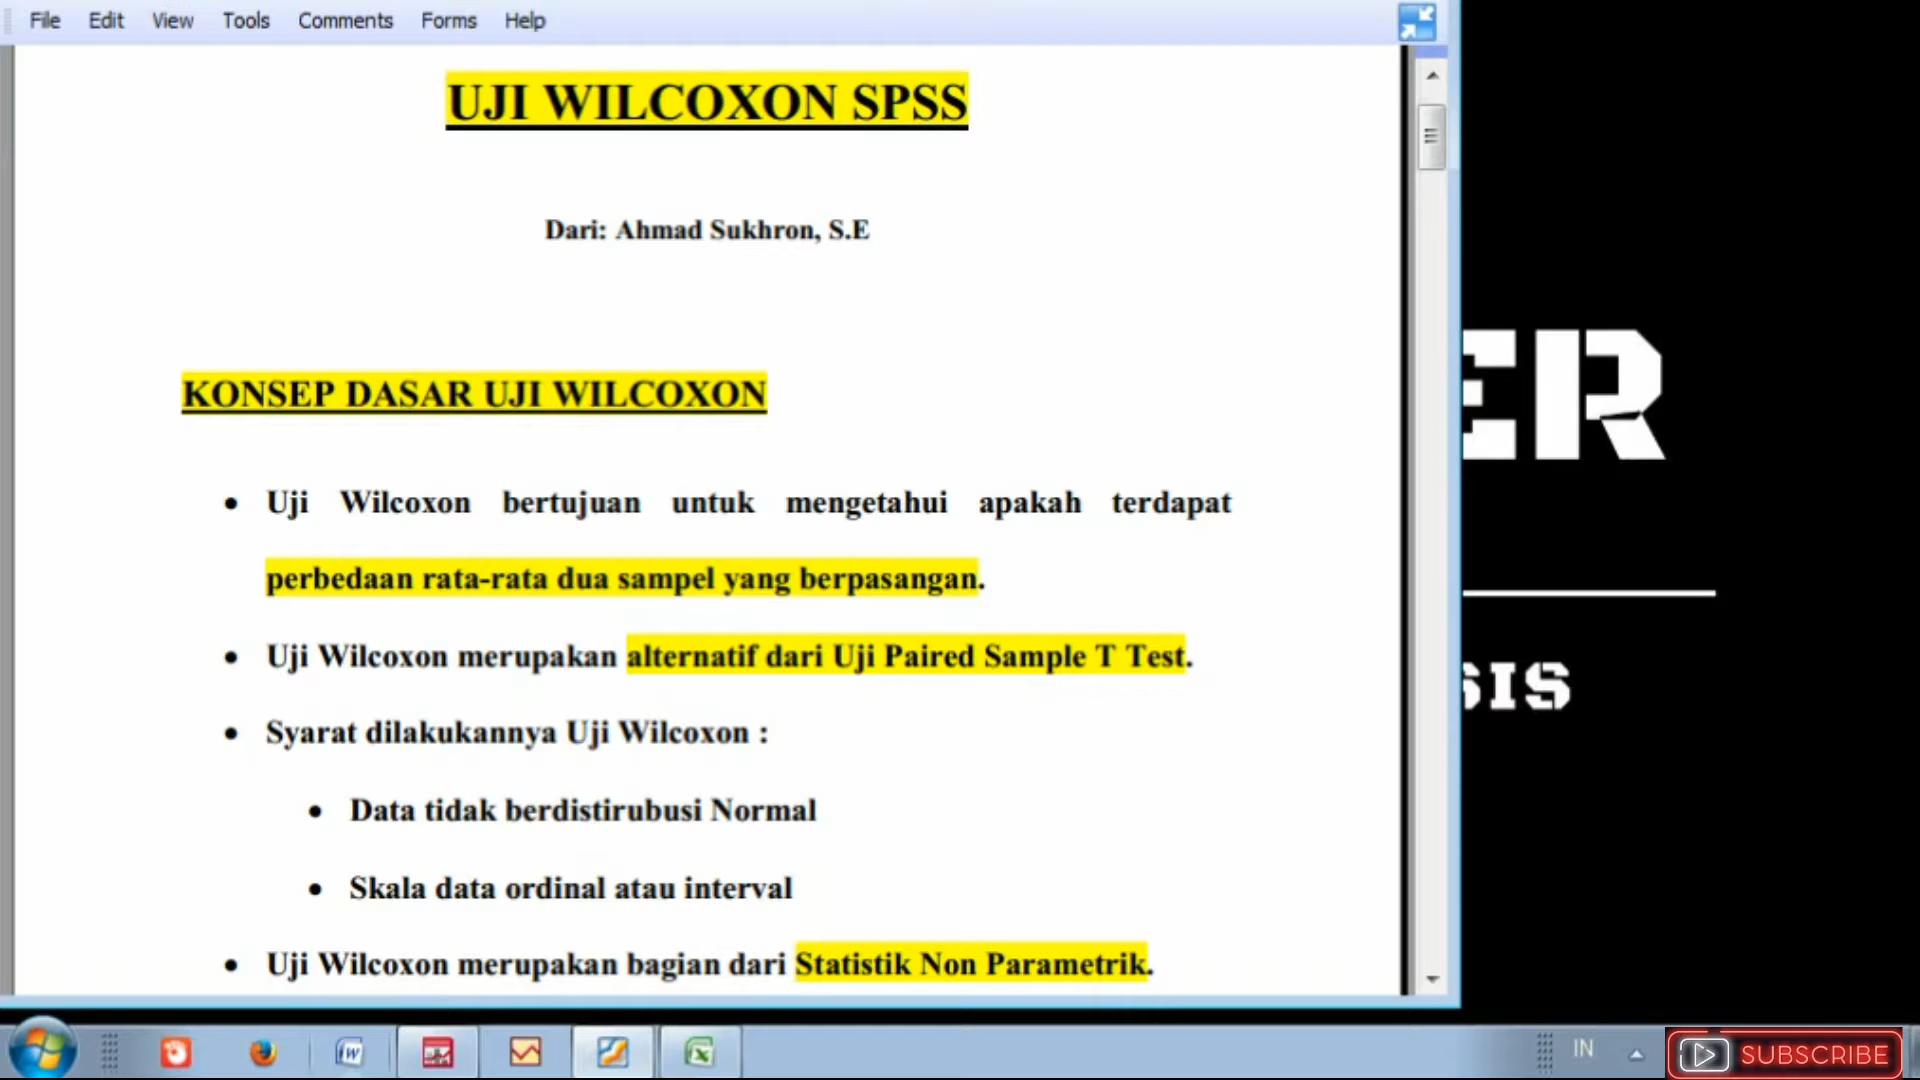 File Edit View Tools Comments Forms Help
UJI WILCOXON SPSS
Dari: Ahmad Sukhron, S.E
KONSEP DASAR UJI WILCOXON
• Uji Wilcoxon bertujuan untuk mengetahui apakah terdapat
perbedaan rata-rata dua sampel yang berpasangan.
• Uji Wilcoxon merupakan alternatif dari Uji Paired Sample T Test.
• Syarat dilakukannya Uji Wilcoxon :
• Data tidak berdistirubusi Normal
• Skala data ordinal atau interval
• Uji Wilcoxon merupakan bagian dari Statistik Non Parametrik.
ER
SIS
IN
SUBSCRIBE